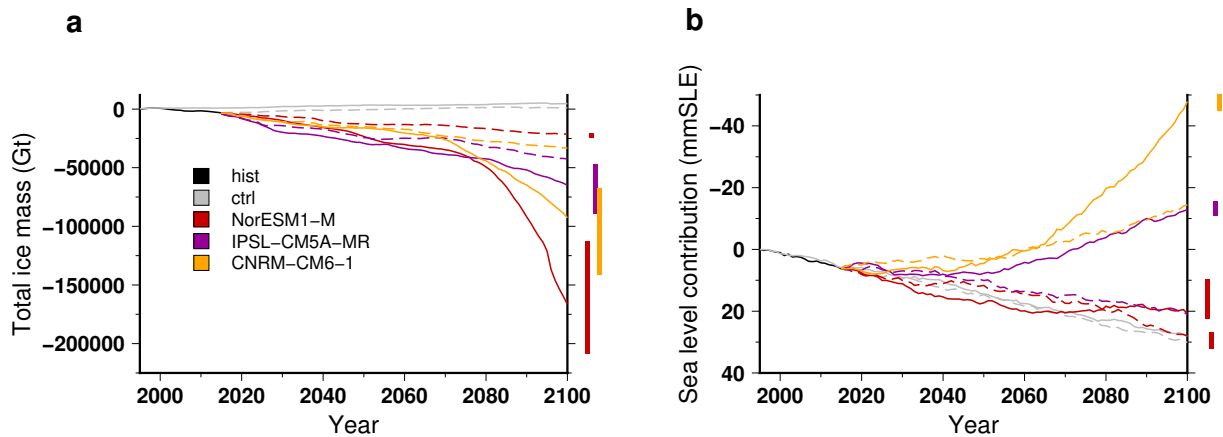 a
Total ice mass (Gt)
0
−50000
−100000
−150000
−200000
hist
ctrl
NorESM1−M
IPSL−CM5A−MR
CNRM−CM6−1
2000 2020 2040 2060 2080 2100
Year
b
Sea level contribution (mmSLE)
−40
−20
0
20
40
2000 2020 2040 2060 2080 2100
Year